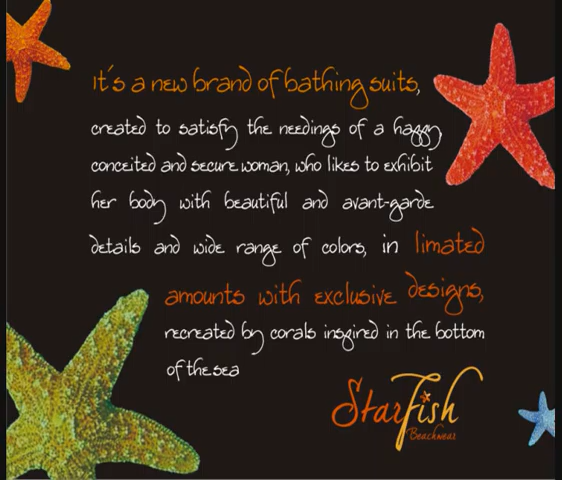 It's a new brand of bathing suits,
created to satisfy the needings of a happy,
conceited and secure woman, who likes to exhibit
her body with beautiful and avant-garde
details and wide range of colors, in limated
amounts with exclusive designs,
recreated by corals inspired in the bottom
of the sea
Starfish
Beachwear